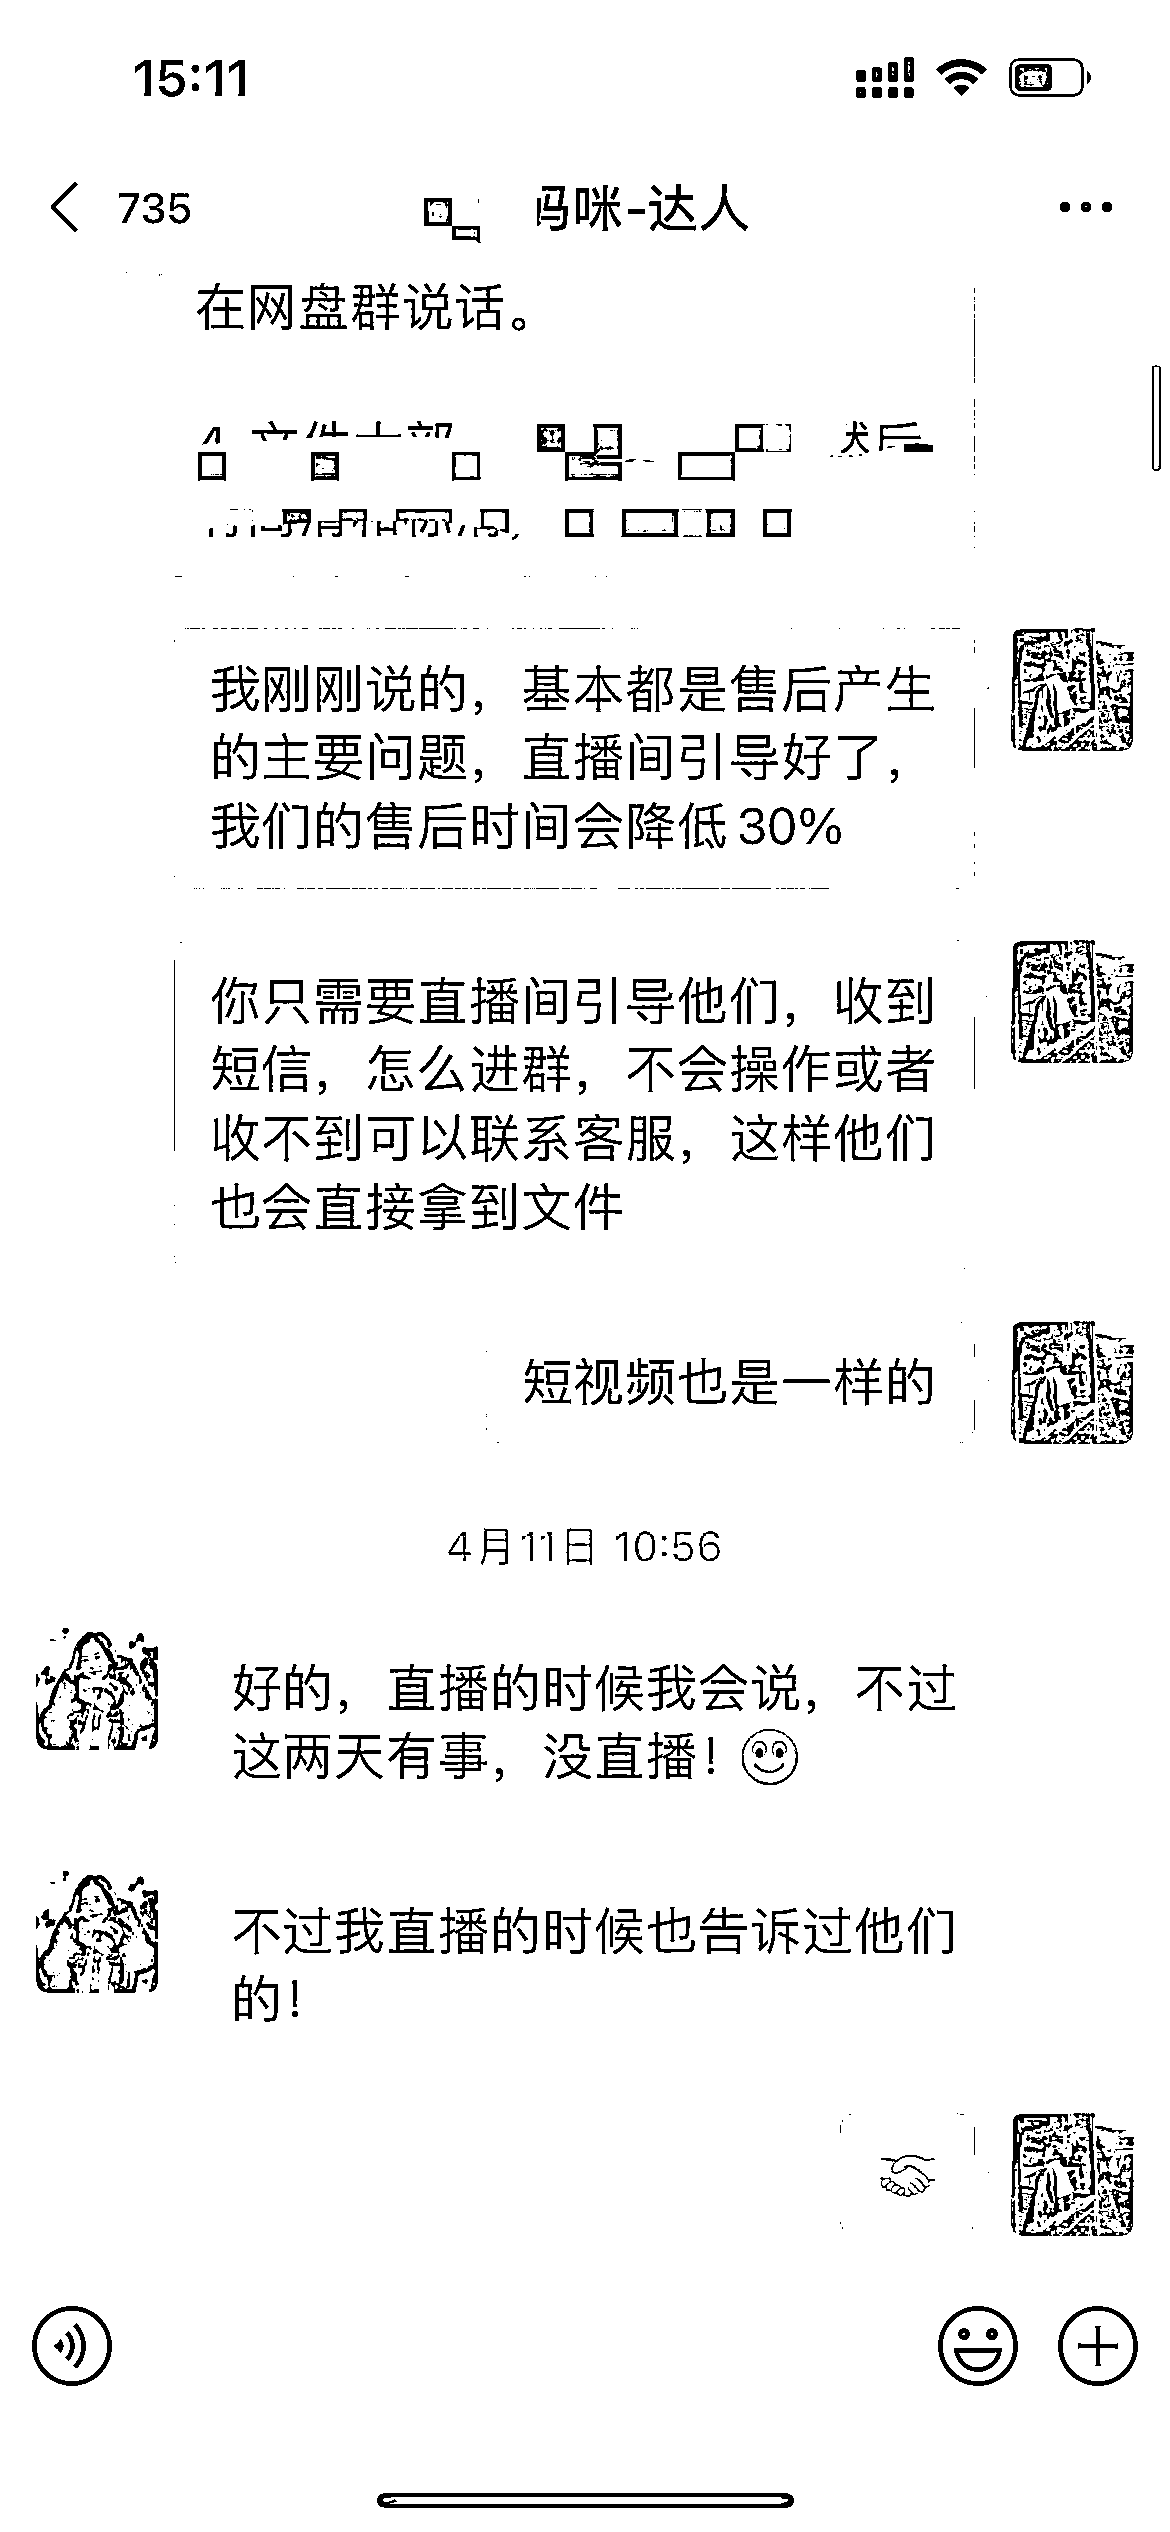 15:11
735
妈咪-达人
在网盘群说话。
我刚刚说的，基本都是售后产生
的主要问题，直播间引导好了，
我们的售后时间会降低30%
你只需要直播间引导他们，收到
短信，怎么进群，不会操作或者
收不到可以联系客服，这样他们
也会直接拿到文件
短视频也是一样的
4月11日 10:56
好的，直播的时候我会说，不过
这两天有事，没直播！
不过我直播的时候也告诉过他们
的！